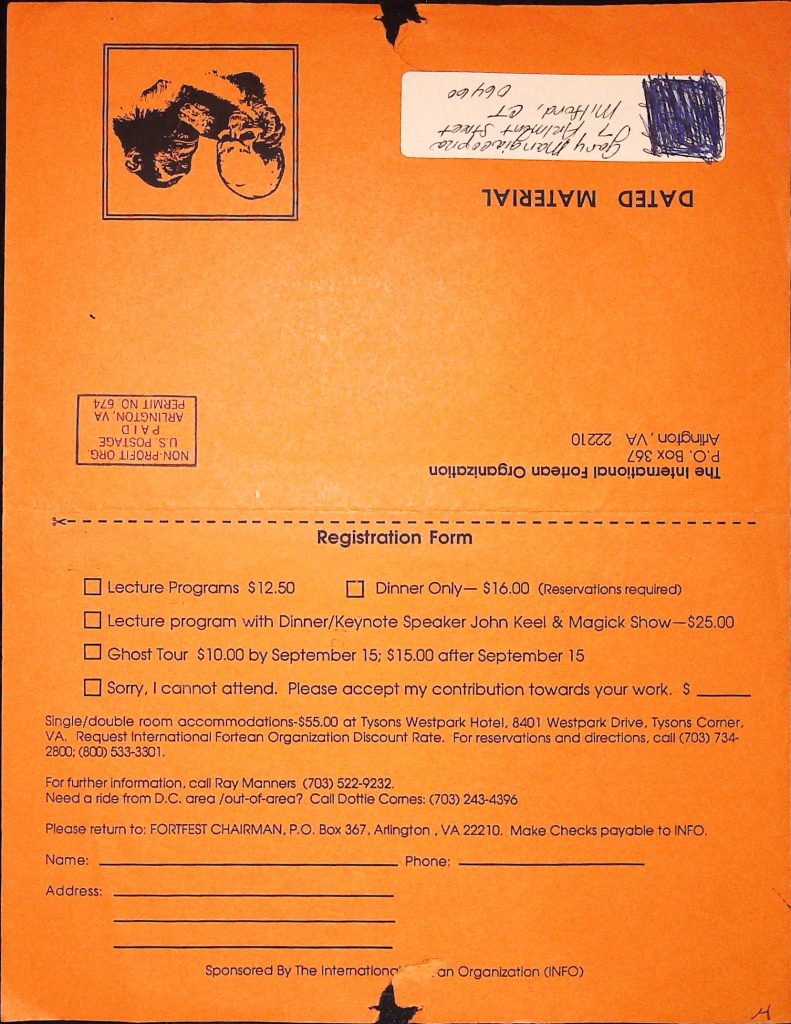 Gary Mangiacopra
7 Arlmont Street
Milford, CT
06460
DATED MATERIAL
The International Fortean Organization
P.O. Box 367
Arlington, VA 22210
NON-PROFIT ORG.
U.S. POSTAGE
PAID
ARLINGTON, VA
PERMIT NO. 674
Registration Form
Lecture Programs $12.50
Dinner Only— $16.00 (Reservations required)
Lecture program with Dinner/Keynote Speaker John Keel & Magick Show—$25.00
Ghost Tour $10.00 by September 15; $15.00 after September 15
Sorry, I cannot attend. Please accept my contribution towards your work. $
Single/double room accommodations-$55.00 at Tysons Westpark Hotel, 8401 Westpark Drive, Tysons Corner,
VA. Request International Fortean Organization Discount Rate. For reservations and directions, call (703) 734-
2800; (800) 533-3301.
For further information, call Ray Manners (703) 522-9232.
Need a ride from D.C. area /out-of-area? Call Dottie Cornes: (703) 243-4396
Please return to: FORTFEST CHAIRMAN, P.O. Box 367, Arlington , VA 22210. Make Checks payable to INFO.
Name: Phone:
Address:
Sponsored By The International an Organization (INFO)